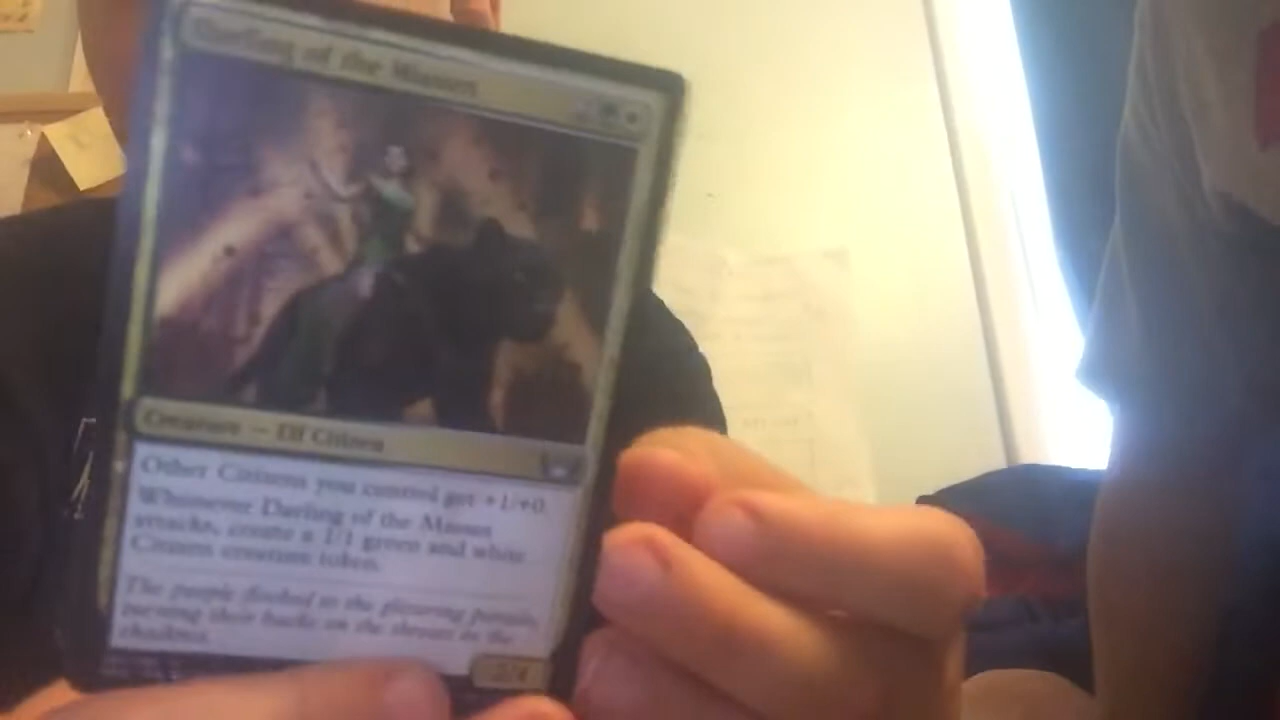 Darling of the Masses
Creature — Elf Citizen
Other Citizens you control get +1/+0.
Whenever Darling of the Masses
attacks, create a 1/1 green and white
Citizen creature token.
The people flocked to the glittering parade,
turning their backs on the threats in the
shadows.
2/4